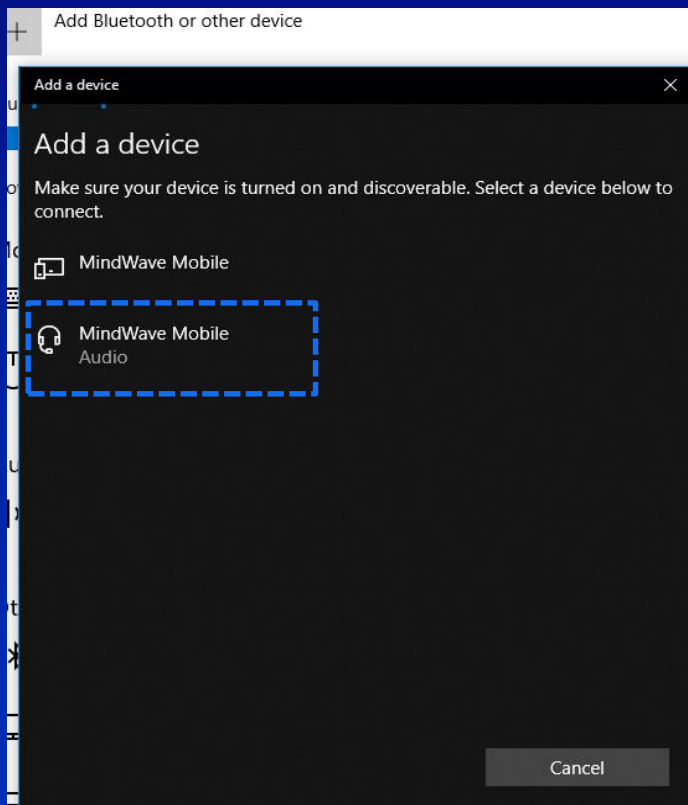 Add Bluetooth or other device
Add a device
Add a device
Make sure your device is turned on and discoverable. Select a device below to
connect.
MindWave Mobile
MindWave Mobile
Audio
Cancel